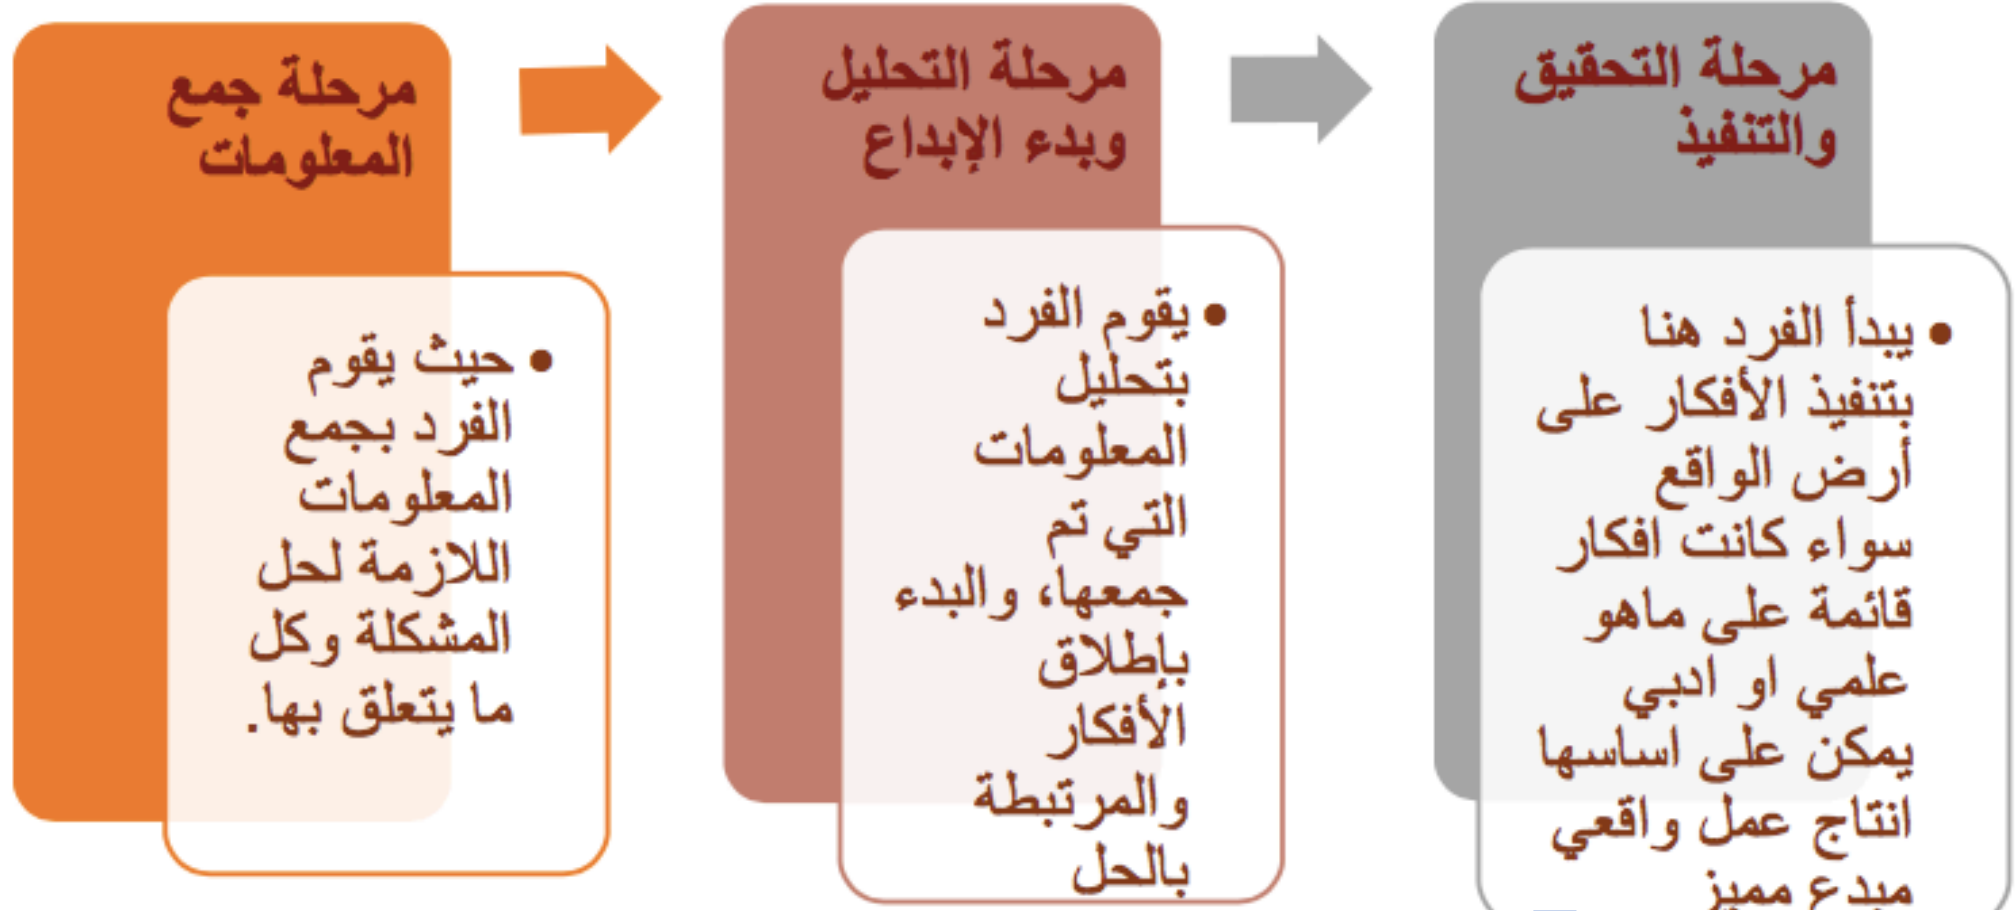 مرحلة جمع
المعلومات
• حيث يقوم
الفرد بجمع
المعلومات
اللازمة لحل
المشكلة وكل
ما يتعلق بها.
مرحلة التحليل
وبدء الإبداع
• يقوم الفرد
بتحليل
المعلومات
التي تم
جمعها، والبدء
بإطلاق
الأفكار
والمرتبطة
بالحل
مرحلة التحقيق
والتنفيذ
• يبدأ الفرد هنا
بتنفيذ الأفكار على
أرض الواقع
سواء كانت افكار
قائمة على ماهو
علمي او ادبي
يمكن على اساسها
انتاج عمل واقعي
مبدع مميز